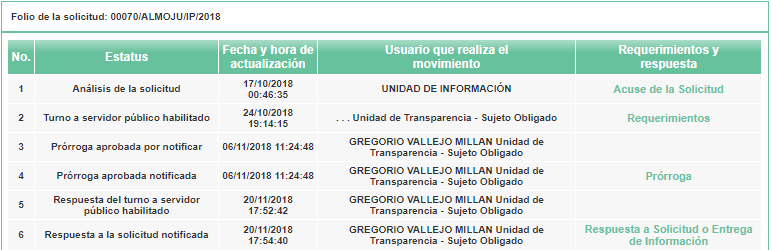 Folio de la solicitud: 00070/ALMOJU/IP/2018
No. Estatus Fecha y hora de actualización Usuario que realiza el movimiento Requerimientos y respuesta
1 Análisis de la solicitud 17/10/2018 00:46:35 UNIDAD DE INFORMACIÓN Acuse de la Solicitud
2 Turno a servidor público habilitado 24/10/2018 19:14:15 . . . Unidad de Transparencia - Sujeto Obligado Requerimientos
3 Prórroga aprobada por notificar 06/11/2018 11:24:48 GREGORIO VALLEJO MILLAN Unidad de Transparencia - Sujeto Obligado
4 Prórroga aprobada notificada 06/11/2018 11:24:48 GREGORIO VALLEJO MILLAN Unidad de Transparencia - Sujeto Obligado Prórroga
5 Respuesta del turno a servidor público habilitado 20/11/2018 17:52:42 GREGORIO VALLEJO MILLAN Unidad de Transparencia - Sujeto Obligado
6 Respuesta a la solicitud notificada 20/11/2018 17:54:40 GREGORIO VALLEJO MILLAN Unidad de Transparencia - Sujeto Obligado Respuesta a Solicitud o Entrega de Información